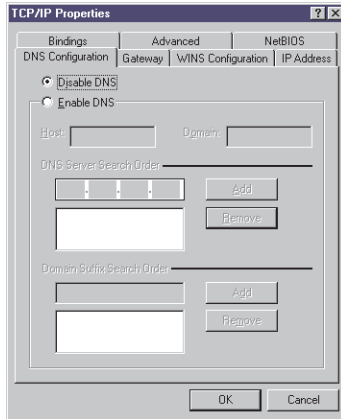 TCP/IP Properties
Bindings Advanced NetBIOS
DNS Configuration Gateway WINS Configuration IP Address
Disable DNS
Enable DNS
Host: Domain:
DNS Server Search Order
Add
Remove
Domain Suffix Search Order
Add
Remove
OK Cancel